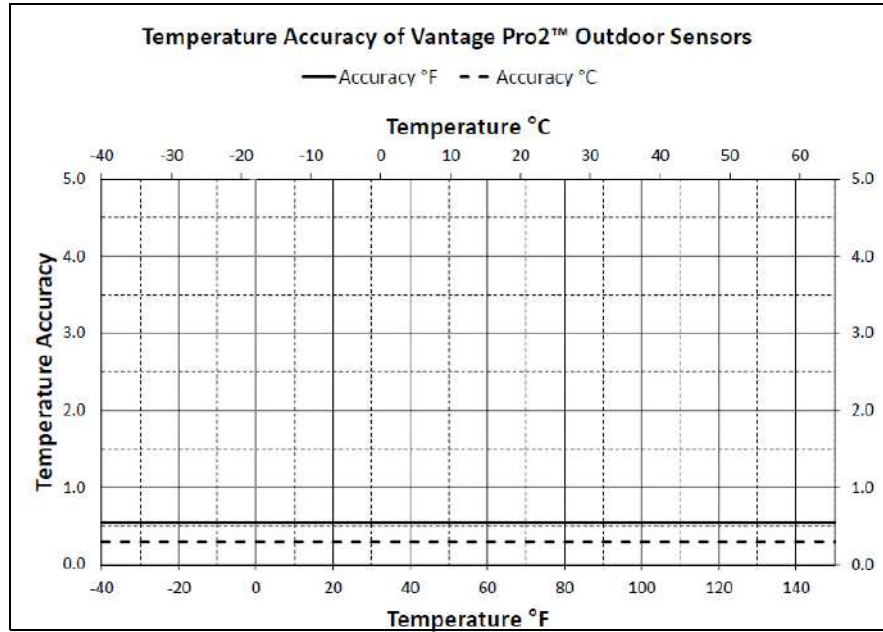 Temperature Accuracy of Vantage Pro2™ Outdoor Sensors
Accuracy °F Accuracy °C
Temperature °C
-40 -30 -20 -10 0 10 20 30 40 50 60
5.0 5.0
4.0 4.0
3.0 3.0
2.0 2.0
1.0 1.0
0.0 0.0
Temperature Accuracy
-40 -20 0 20 40 60 80 100 120 140
Temperature °F